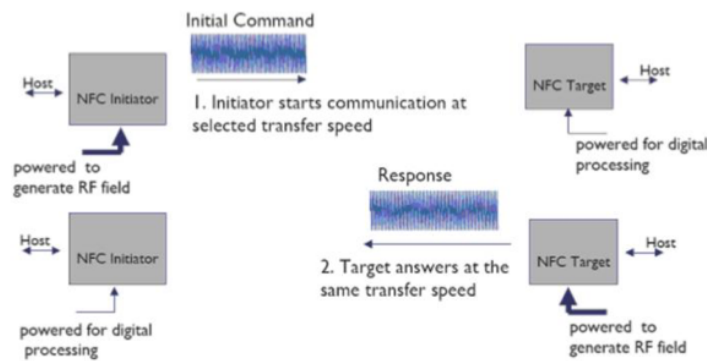 Initial Command
Host
NFC Initiator
1. Initiator starts communication at
selected transfer speed
powered to
generate RF field
NFC Target
Host
powered for digital
processing
Response
Host
NFC Initiator
2. Target answers at the
same transfer speed
powered for digital
processing
NFC Target
Host
powered to
generate RF field